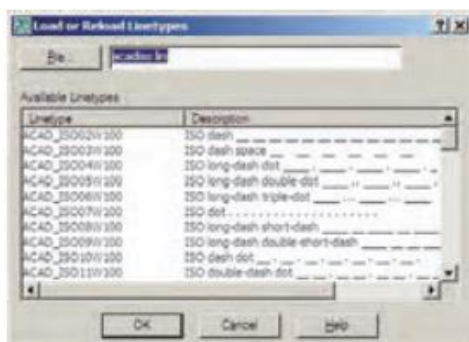 Load or Reload Linetypes
File...
acadiso.lin
Available Linetypes
Linetype Description
ACAD_ISO02W100 ISO dash
ACAD_ISO03W100 ISO dash space
ACAD_ISO04W100 ISO long-dash dot
ACAD_ISO05W100 ISO long-dash double-dot
ACAD_ISO06W100 ISO long-dash triple-dot
ACAD_ISO07W100 ISO dot
ACAD_ISO08W100 ISO long-dash short-dash
ACAD_ISO09W100 ISO long-dash double-short-dash
ACAD_ISO10W100 ISO dash dot
ACAD_ISO11W100 ISO double-dash dot
OK Cancel Help